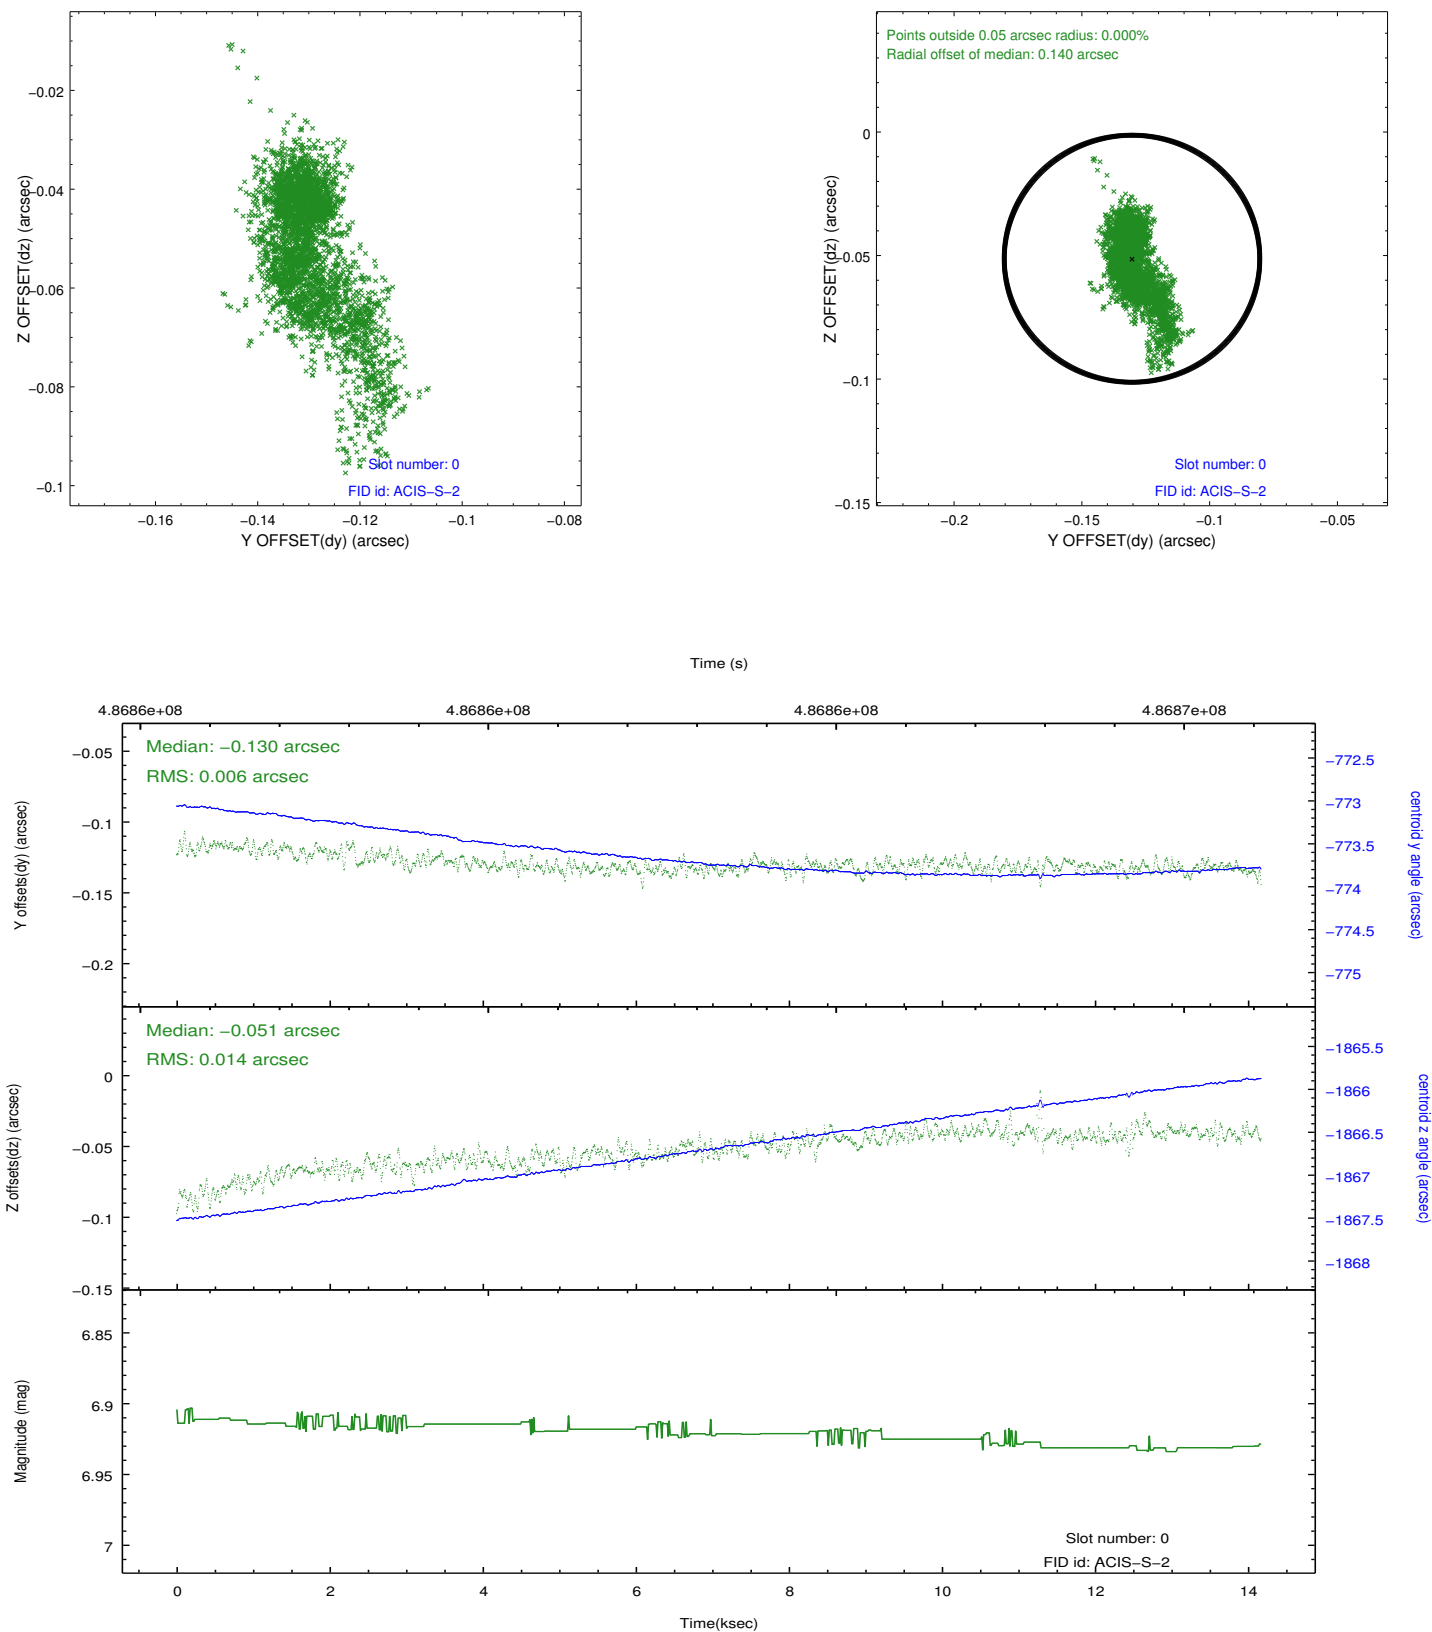 Points outside 0.05 arcsec radius: 0.000%
Radial offset of median: 0.140 arcsec
−0.02
−0.04
−0.06
−0.08
−0.1
Z OFFSET(dz) (arcsec)
Slot number: 0
FID id: ACIS−S−2
−0.16
−0.14
−0.12
−0.1
−0.08
Y OFFSET(dy) (arcsec)
0
−0.05
−0.1
−0.15
Z OFFSET(dz) (arcsec)
Slot number: 0
FID id: ACIS−S−2
−0.2
−0.15
−0.1
−0.05
Y OFFSET(dy) (arcsec)
Time (s)
4.8686e+08
4.8686e+08
4.8686e+08
4.8687e+08
Median: −0.130 arcsec
RMS: 0.006 arcsec
−0.05
−0.1
−0.15
−0.2
Y offsets(dy) (arcsec)
−772.5
−773
−773.5
−774
−774.5
−775
centroid y angle (arcsec)
Median: −0.051 arcsec
RMS: 0.014 arcsec
0
−0.05
−0.1
−0.15
Z offsets(dz) (arcsec)
−1865.5
−1866
−1866.5
−1867
−1867.5
−1868
centroid z angle (arcsec)
6.85
6.9
6.95
7
Magnitude (mag)
Slot number: 0
FID id: ACIS−S−2
0
2
4
6
8
10
12
14
Time(ksec)